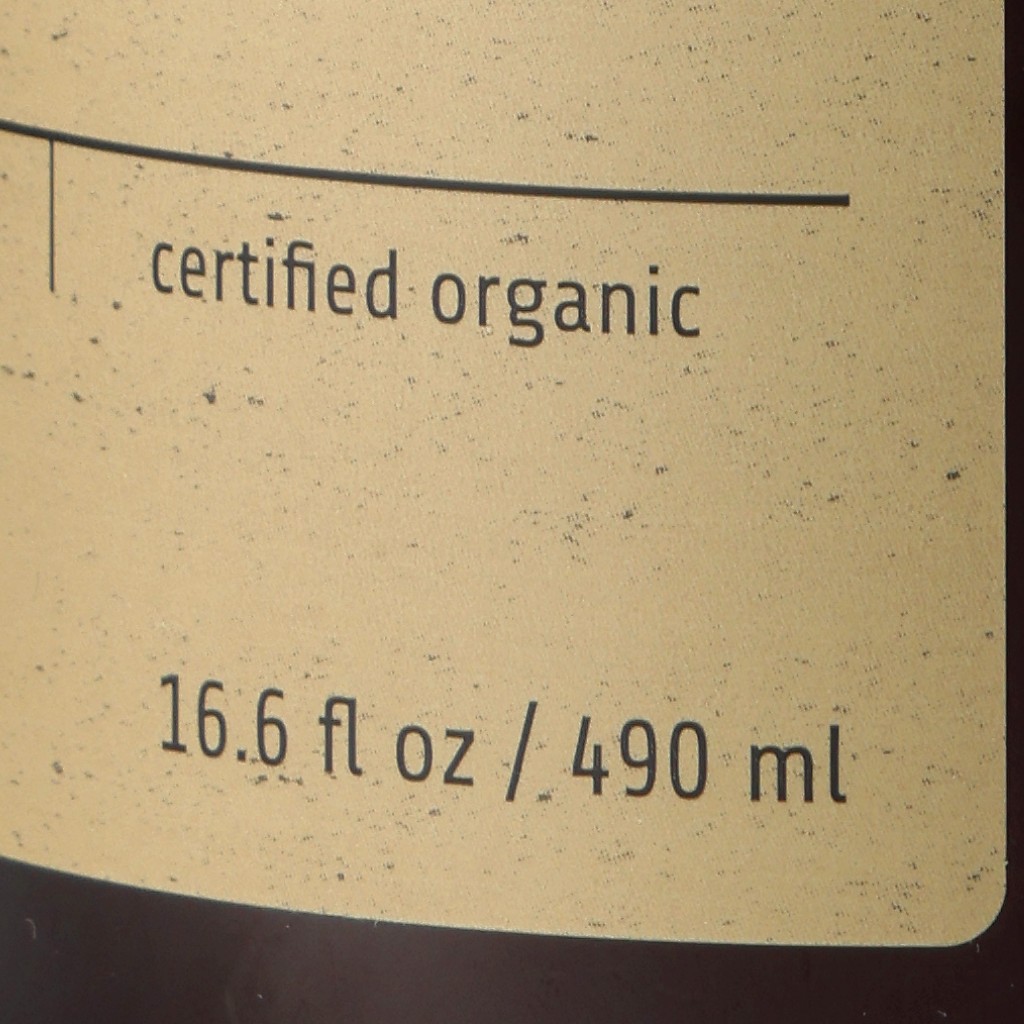 certified organic
16.6 fl oz / 490 ml